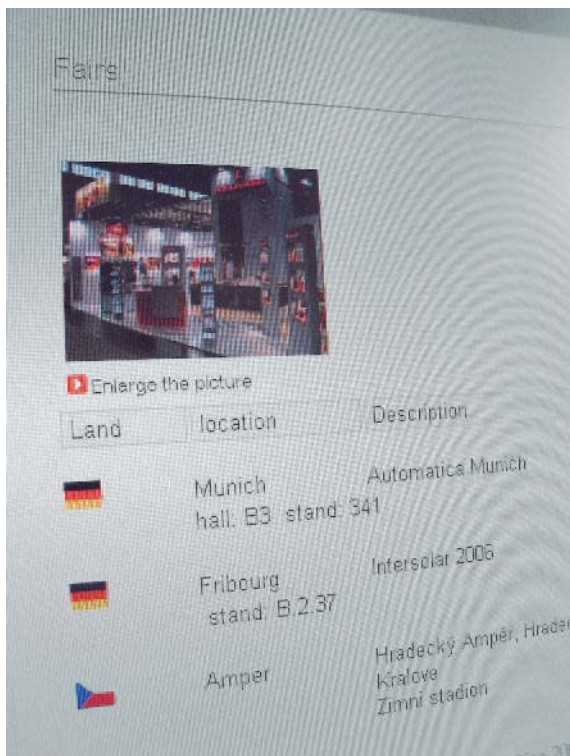 Fairs
Enlarge the picture
Land location Description
Munich Automatica Munich
hall: B3 stand: 341
Fribourg Intersolar 2006
stand: B.2.37
Amper Hradecký Ampér,
Kralove
Zimní stadion